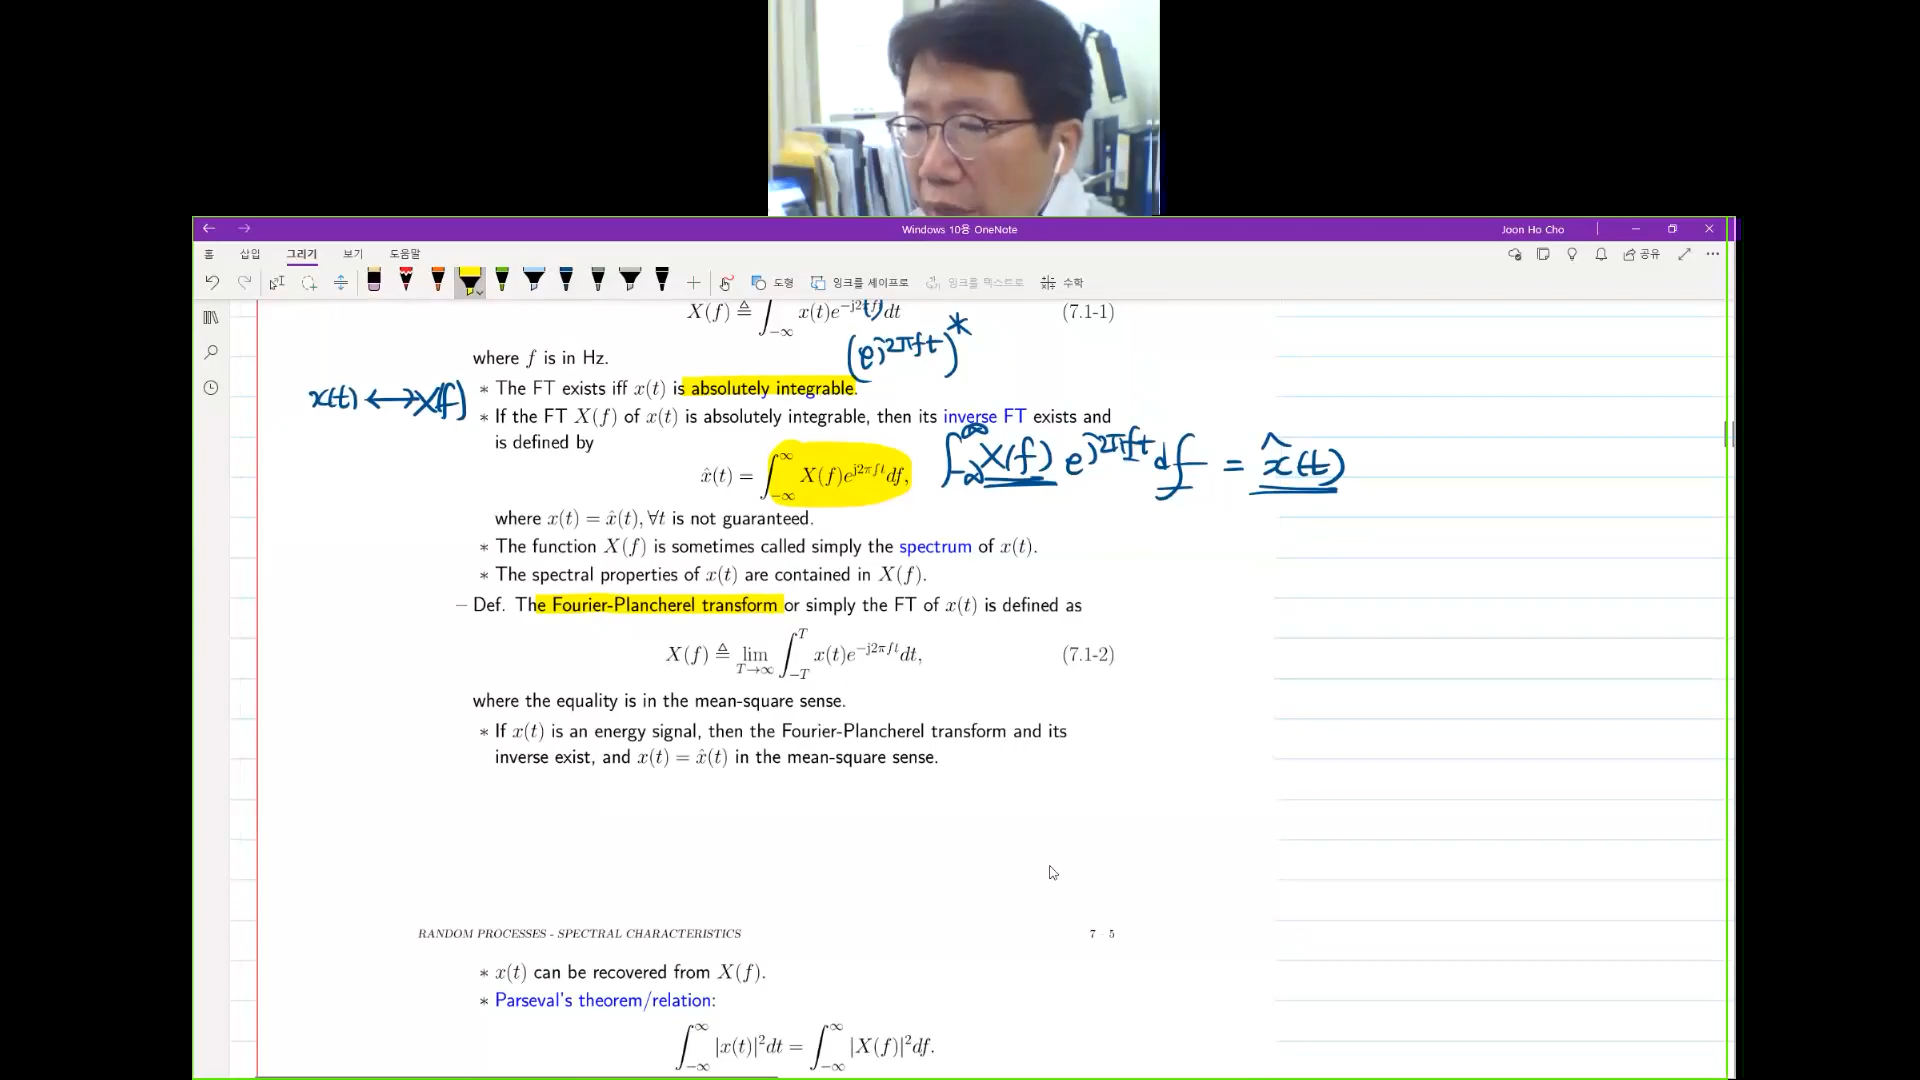 Windows 10용 OneNote
Joon Ho Cho
홈 삽입 그리기 보기 도움말
공유
도형 잉크를 셰이프로 잉크를 텍스트로 수학
X(f) ≜ ∫_{-∞} x(t)e^{-j2πft}dt (7.1-1)
(e^{j2πft})*
where f is in Hz.
∗ The FT exists iff x(t) is absolutely integrable.
x(t) ↔ X(f)
∗ If the FT X(f) of x(t) is absolutely integrable, then its inverse FT exists and
is defined by
x̂(t) = ∫_{-∞}^{∞} X(f)e^{j2πft}df,
∫_{-∞}^{∞} X(f) e^{j2πft} df = x̂(t)
where x(t) = x̂(t), ∀t is not guaranteed.
∗ The function X(f) is sometimes called simply the spectrum of x(t).
∗ The spectral properties of x(t) are contained in X(f).
– Def. The Fourier-Plancherel transform or simply the FT of x(t) is defined as
X(f) ≜ lim_{T→∞} ∫_{-T}^{T} x(t)e^{-j2πft}dt, (7.1-2)
where the equality is in the mean-square sense.
∗ If x(t) is an energy signal, then the Fourier-Plancherel transform and its
inverse exist, and x(t) = x̂(t) in the mean-square sense.
RANDOM PROCESSES - SPECTRAL CHARACTERISTICS 7 - 5
∗ x(t) can be recovered from X(f).
∗ Parseval's theorem/relation:
∫_{-∞}^{∞} |x(t)|²dt = ∫_{-∞}^{∞} |X(f)|²df.